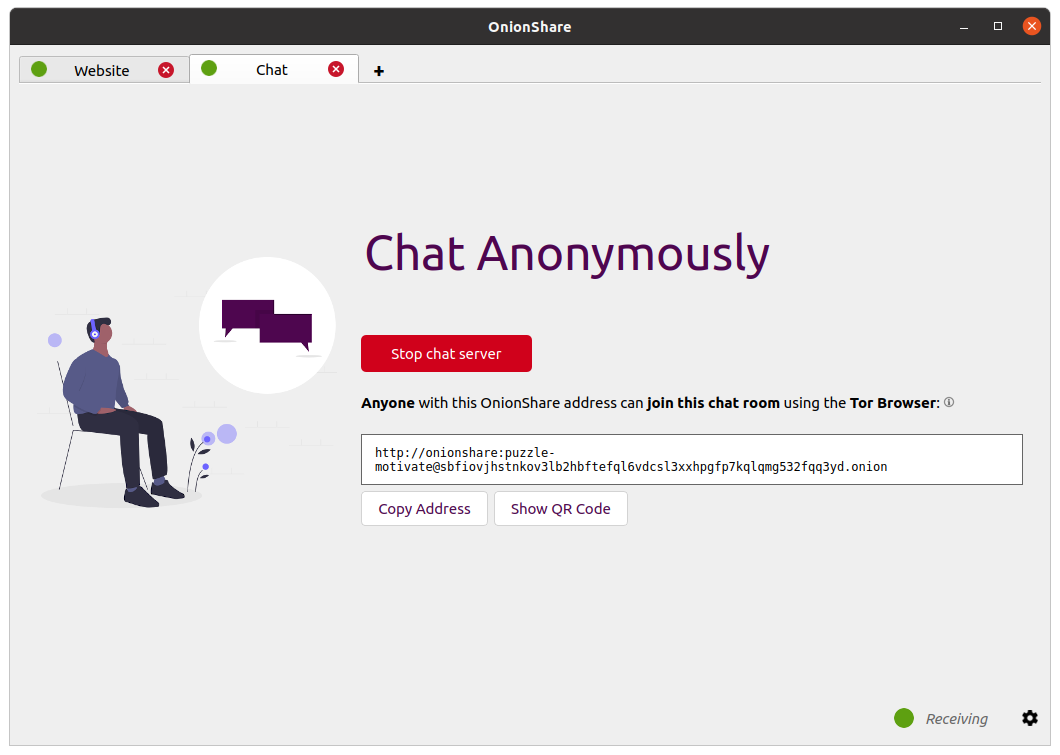 OnionShare
Website
Chat
Chat Anonymously
Stop chat server
Anyone with this OnionShare address can join this chat room using the Tor Browser:
http://onionshare:puzzle-
motivate@sbfiovjhstnkov3lb2hbftefql6vdcsl3xxhpgfp7kqlqmg532fqq3yd.onion
Copy Address
Show QR Code
Receiving